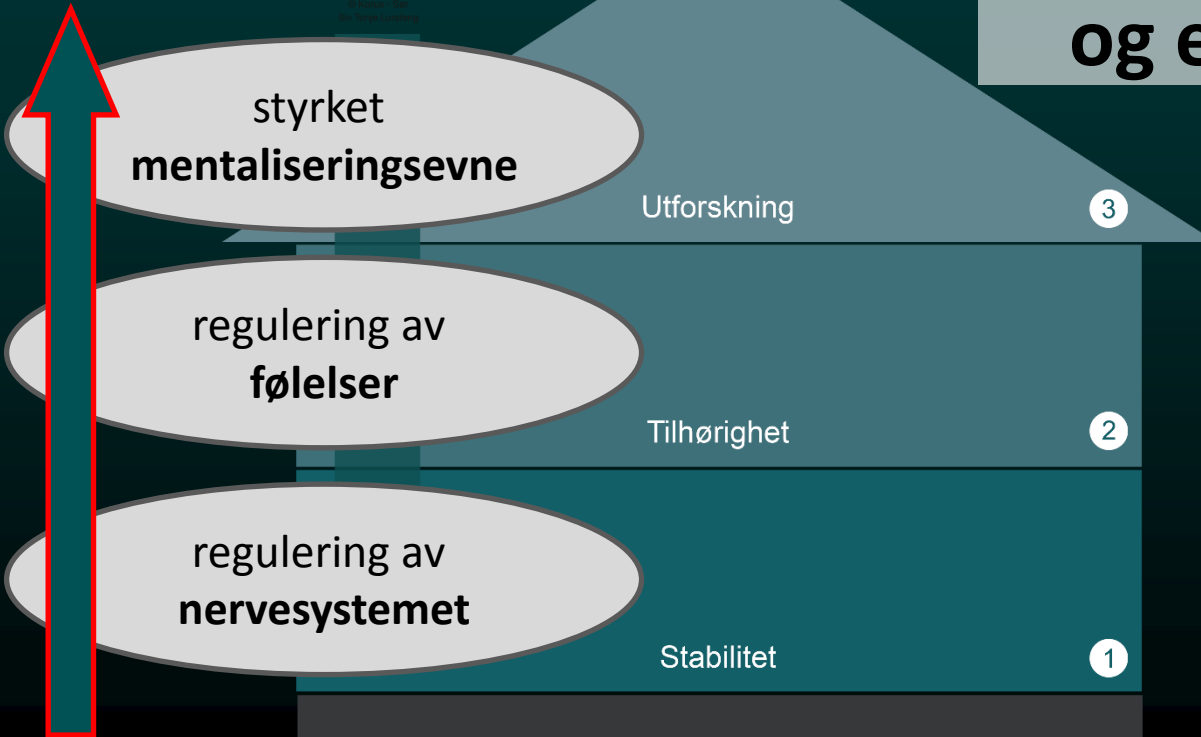 og e
styrket
mentaliseringsevne
Utforskning
3
regulering av
følelser
Tilhørighet
2
regulering av
nervesystemet
Stabilitet
1